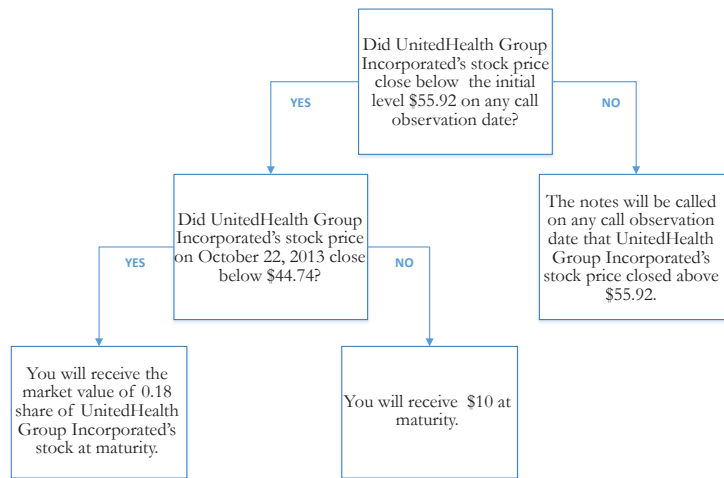 Did UnitedHealth Group
Incorporated's stock price
close below the initial
level $55.92 on any call
observation date?
YES
NO
Did UnitedHealth Group
Incorporated's stock price
on October 22, 2013 close
below $44.74?
The notes will be called
on any call observation
date that UnitedHealth
Group Incorporated's
stock price closed above
$55.92.
YES
NO
You will receive the
market value of 0.18
share of UnitedHealth
Group Incorporated's
stock at maturity.
You will receive $10 at
maturity.